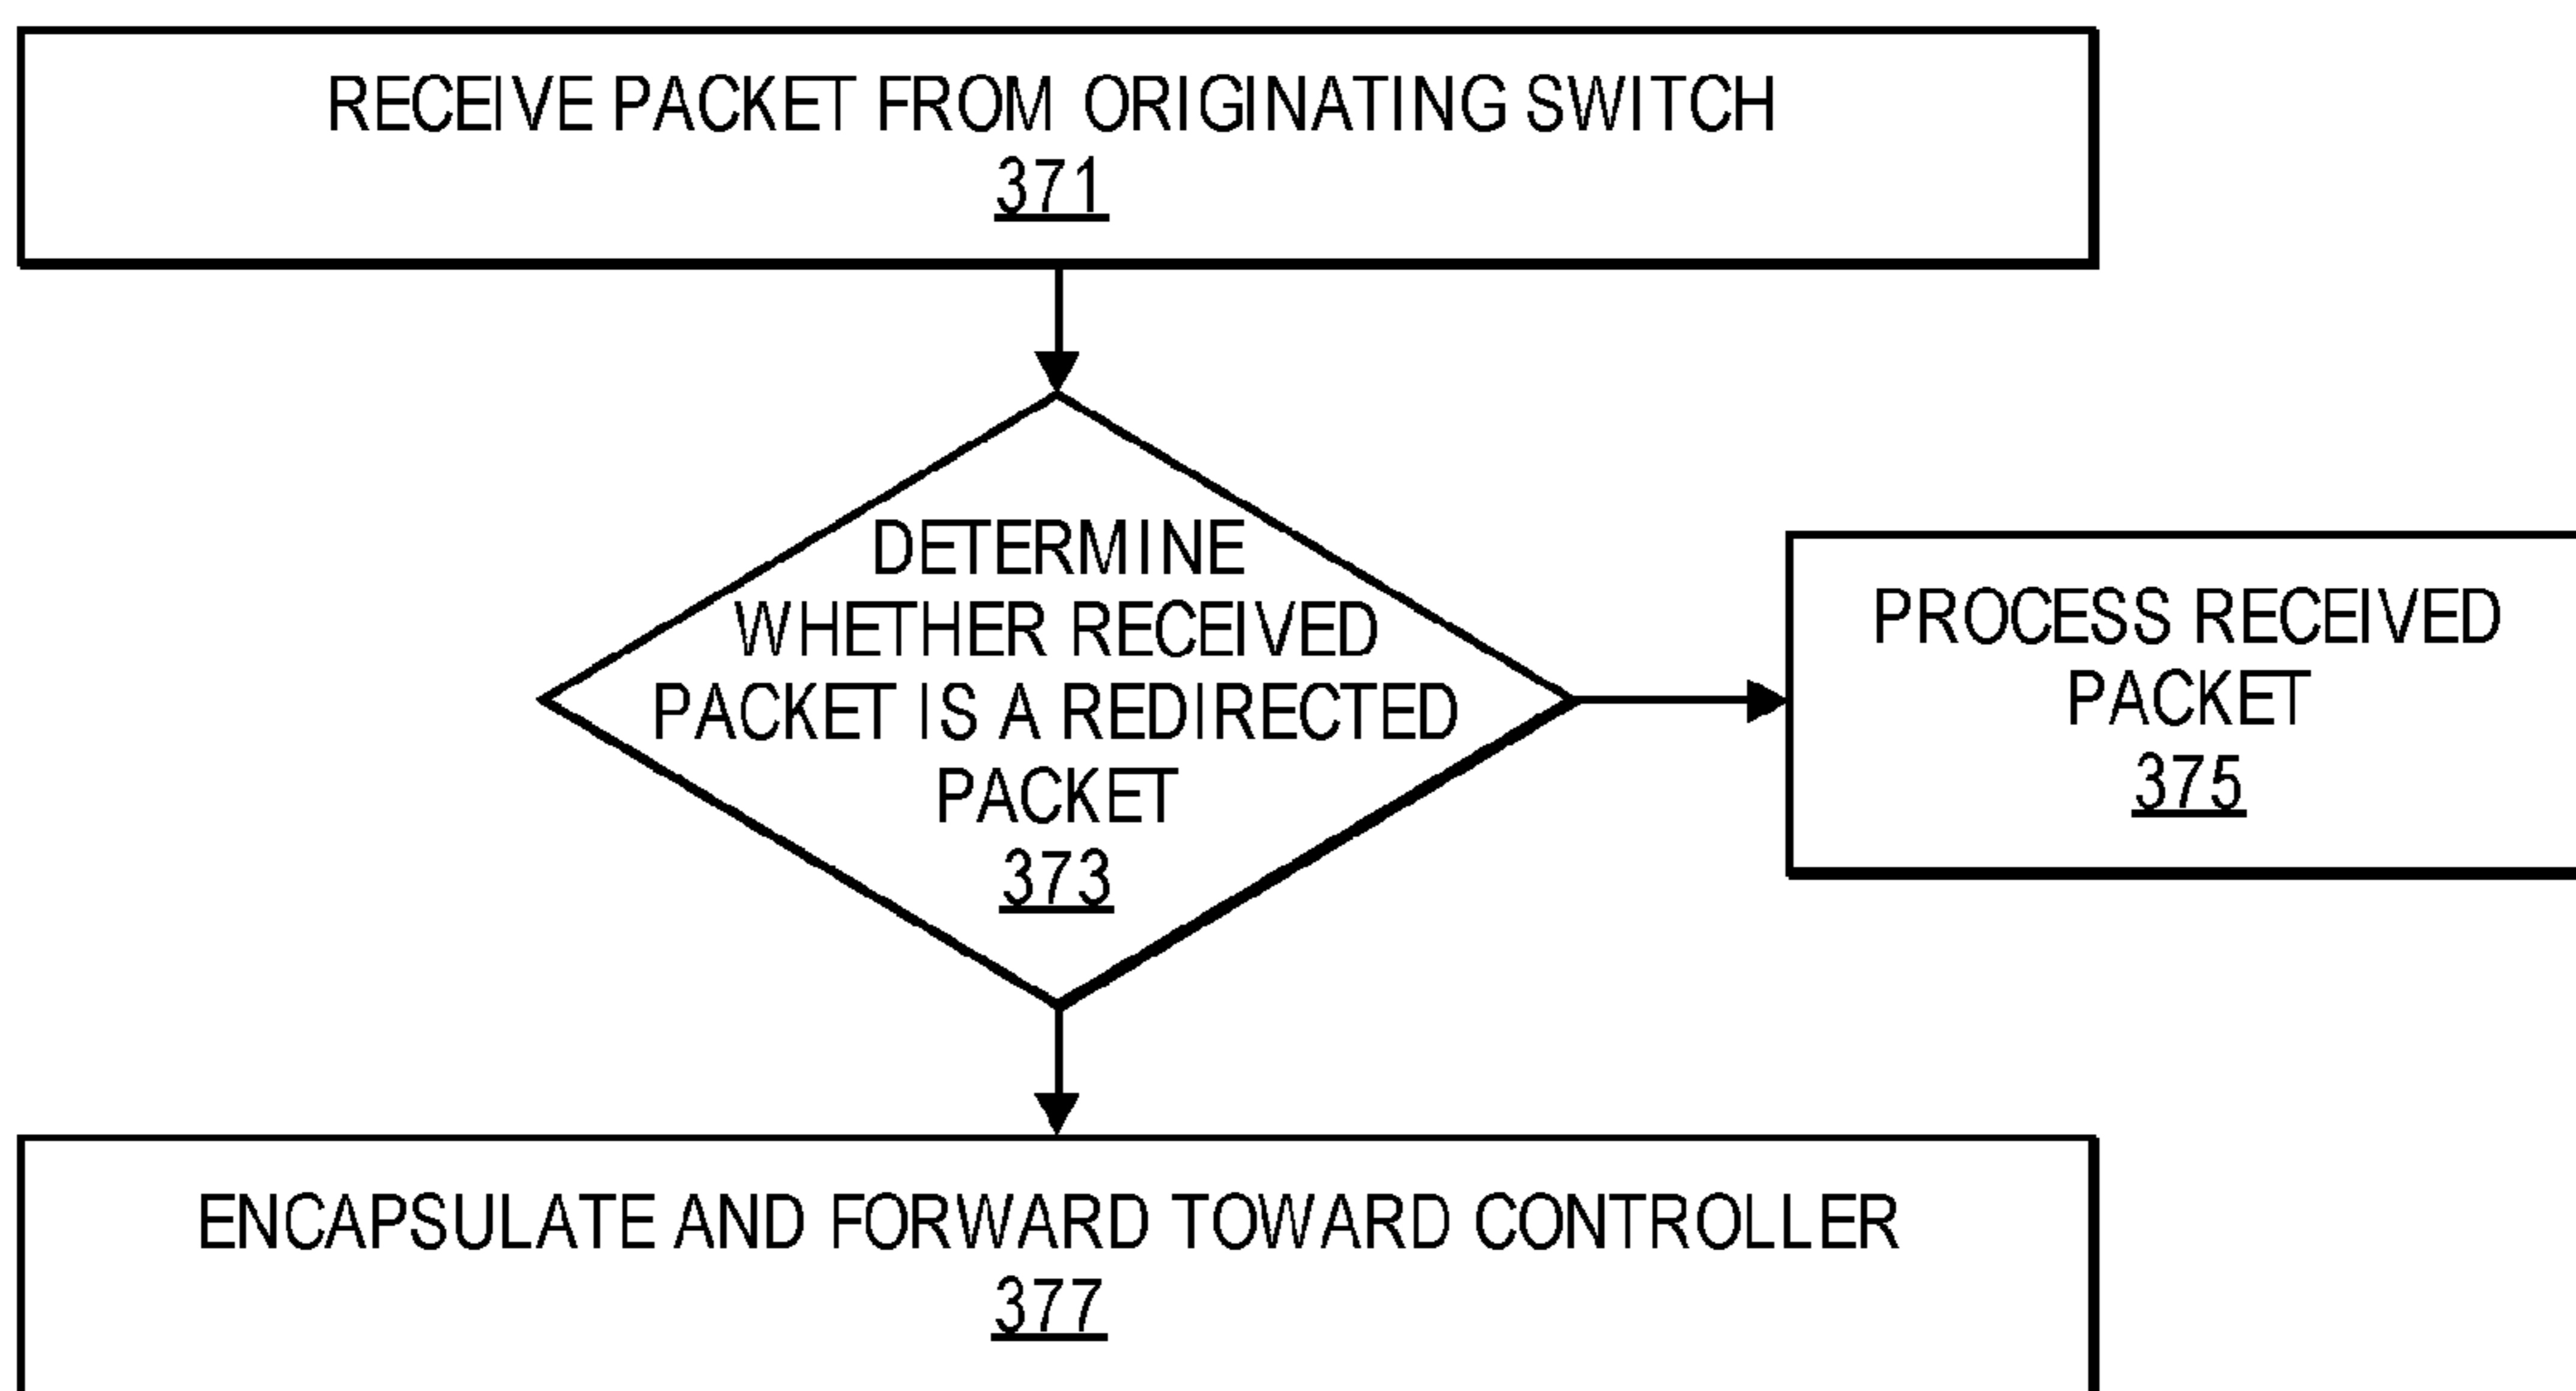 RECEIVE PACKET FROM ORIGINATING SWITCH
371
DETERMINE
WHETHER RECEIVED
PACKET IS A REDIRECTED
PACKET
373
PROCESS RECEIVED
PACKET
375
ENCAPSULATE AND FORWARD TOWARD CONTROLLER
377